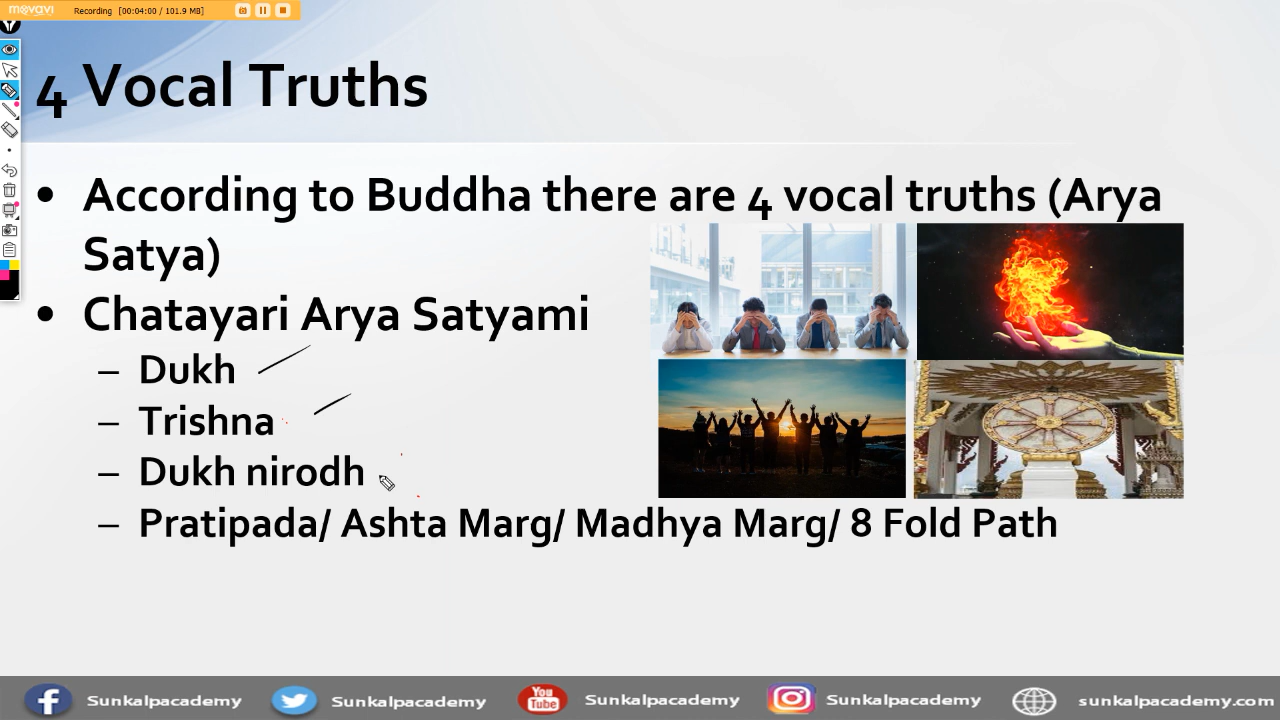 movavi
Recording [00:04:00 / 101.9 MB]
4 Vocal Truths
• According to Buddha there are 4 vocal truths (Arya
Satya)
• Chatayari Arya Satyami
– Dukh
– Trishna
– Dukh nirodh
– Pratipada/ Ashta Marg/ Madhya Marg/ 8 Fold Path
Sunkalpacademy
Sunkalpacademy
You
Tube
Sunkalpacademy
Sunkalpacademy
sunkalpacademy.com